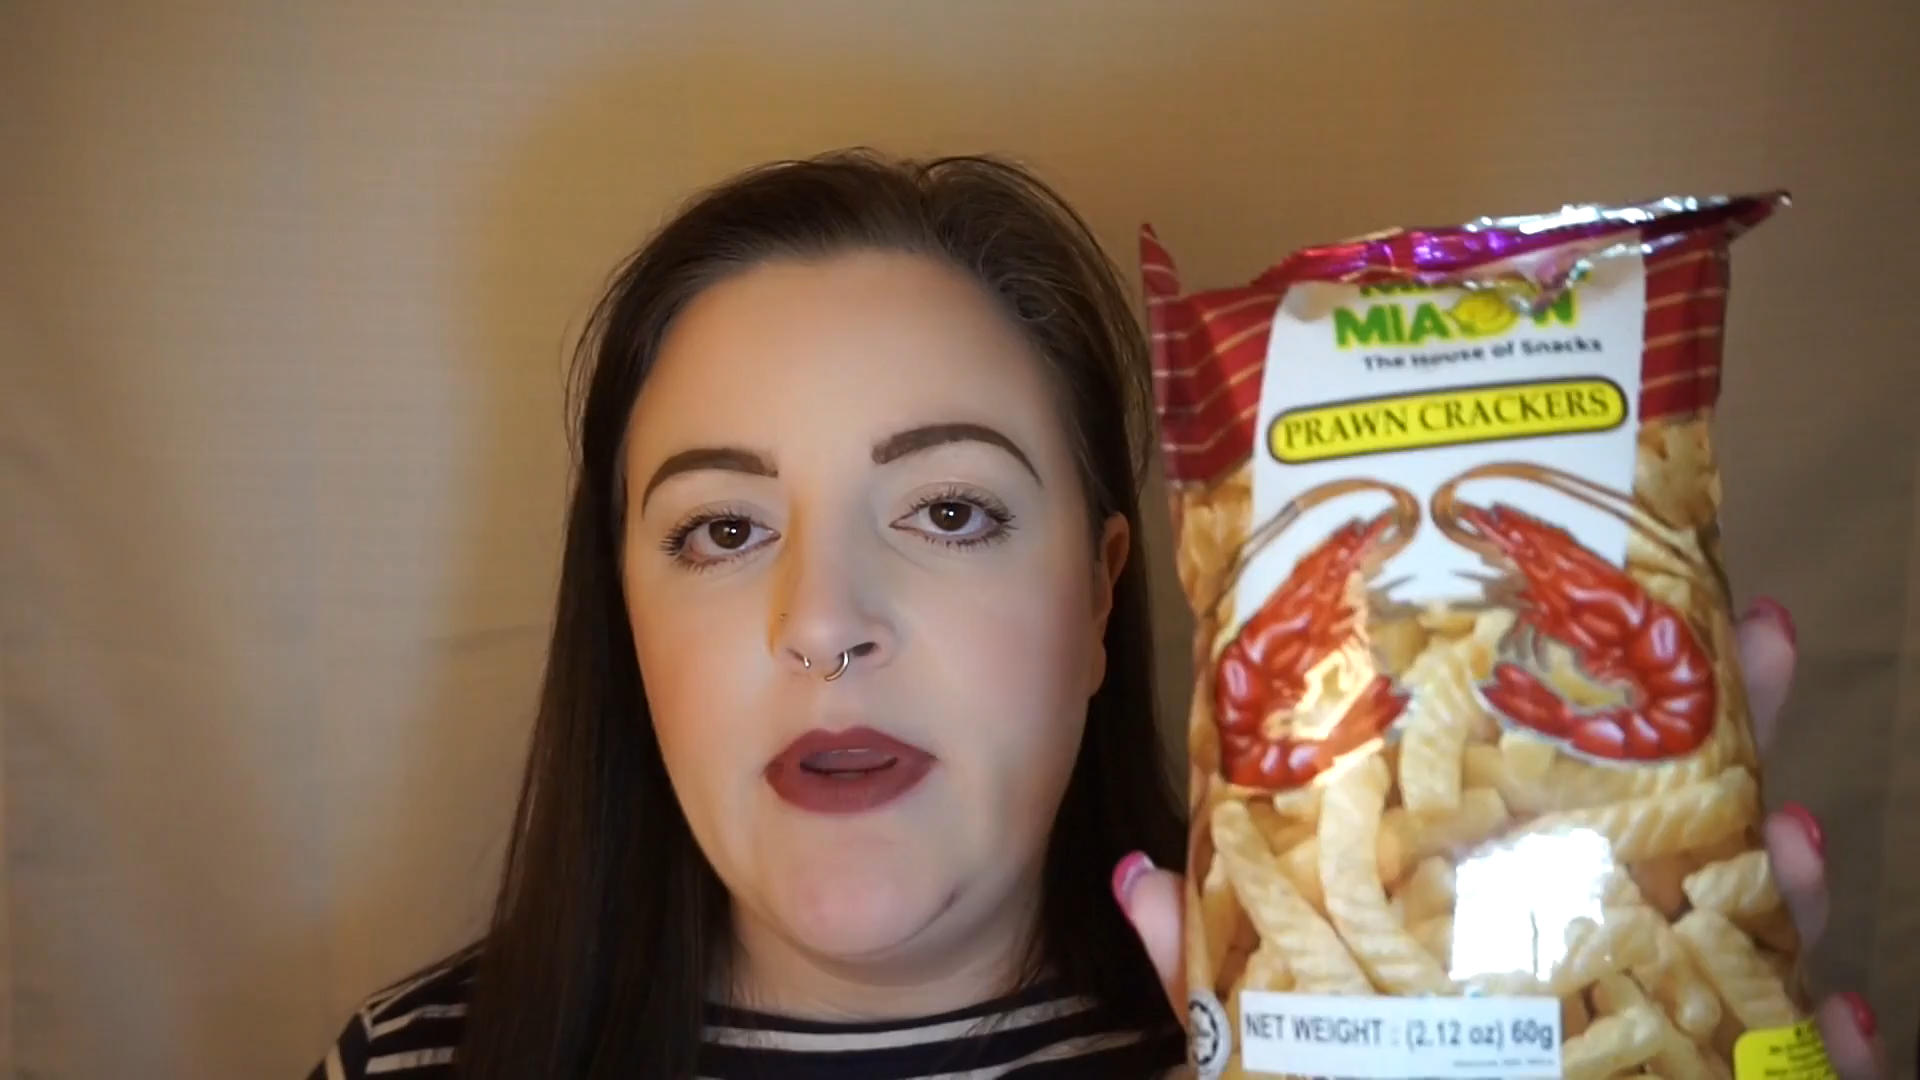 MIAOW
The House of Snacks
PRAWN CRACKERS
NET WEIGHT : (2.12 oz) 60g